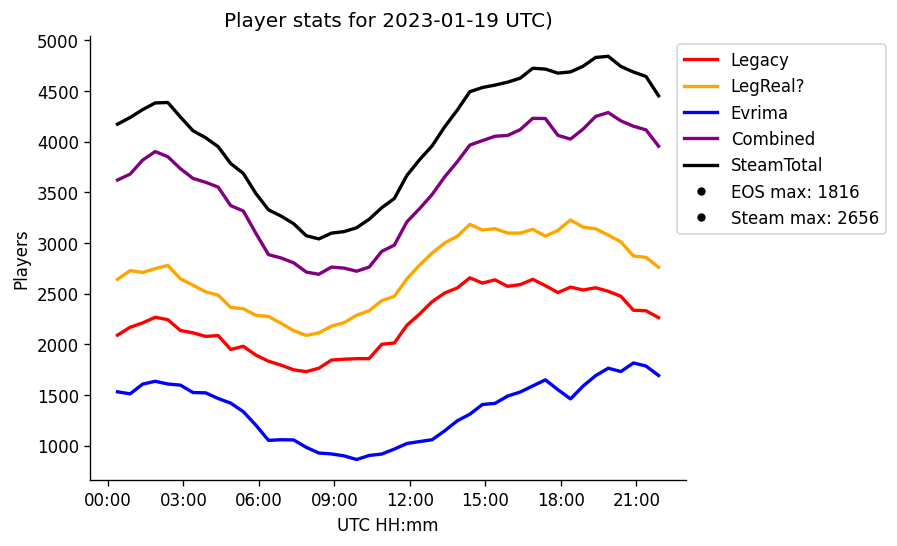 Player stats for 2023-01-19 UTC)
5000
4500
4000
3500
3000
2500
2000
1500
1000
Players
00:00 03:00 06:00 09:00 12:00 15:00 18:00 21:00
UTC HH:mm
Legacy
LegReal?
Evrima
Combined
SteamTotal
EOS max: 1816
Steam max: 2656